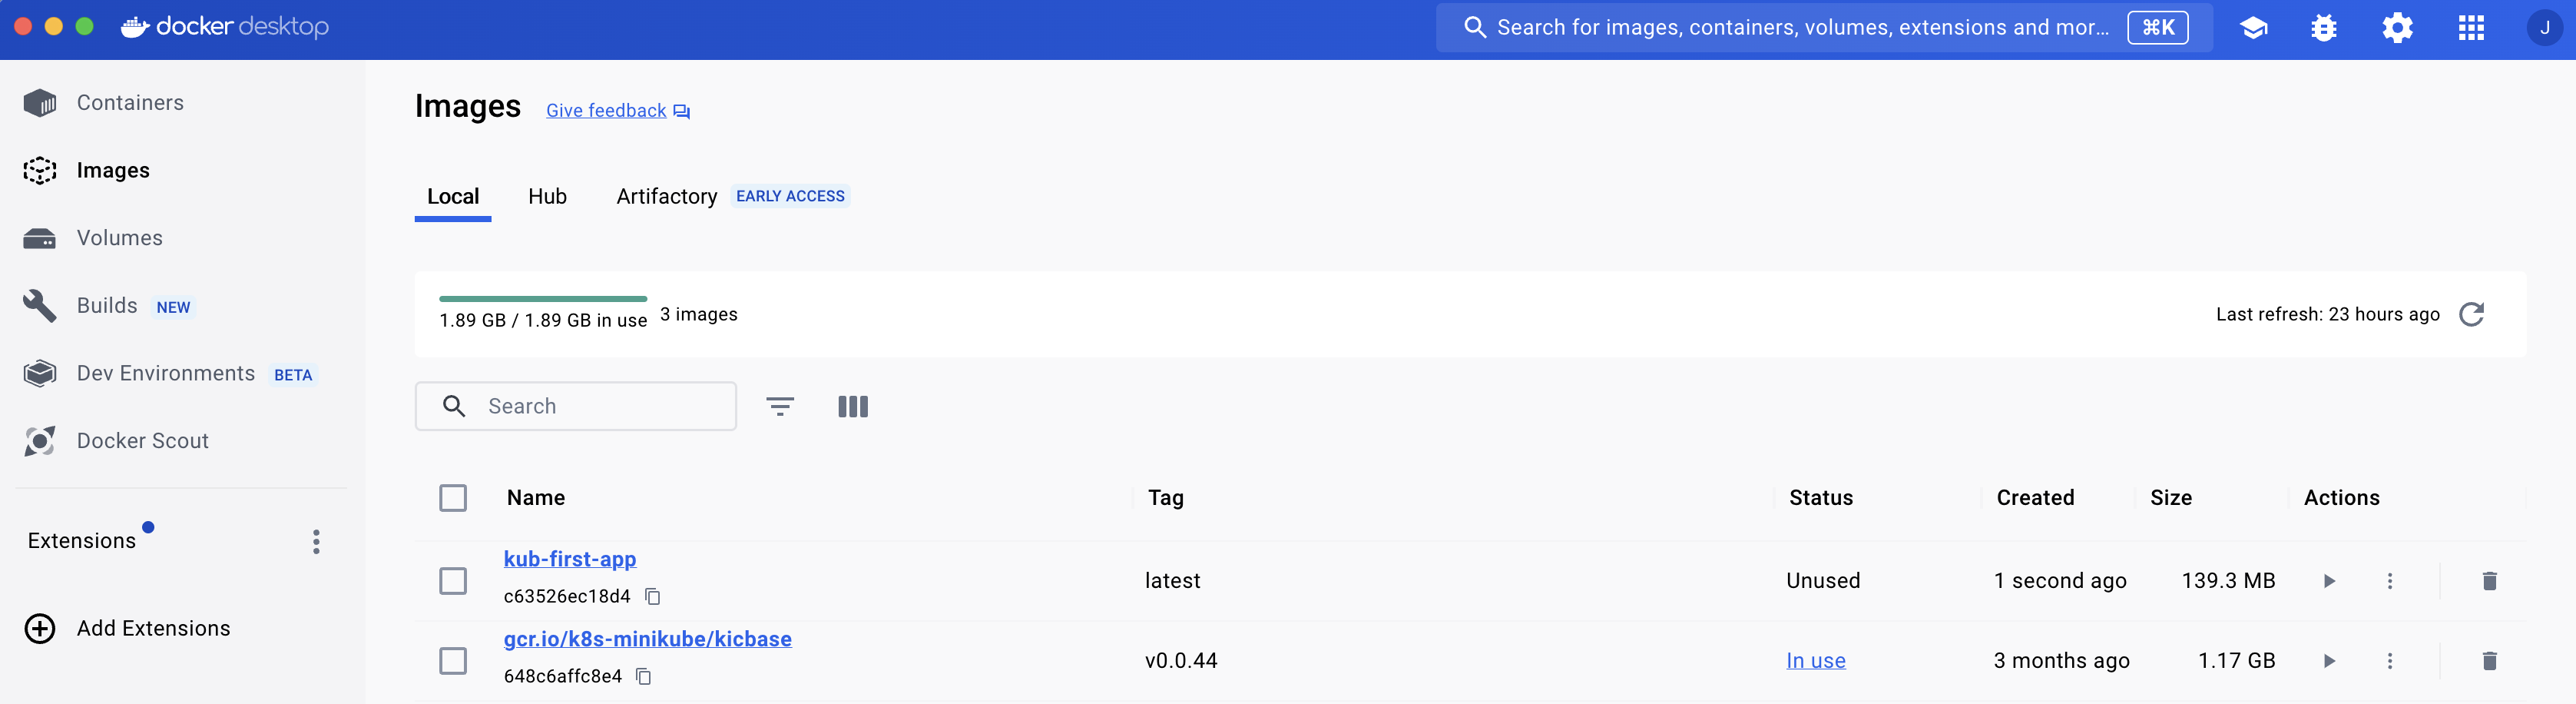 docker desktop
Search for images, containers, volumes, extensions and mor... ⌘K
J
Containers
Images
Volumes
Builds NEW
Dev Environments BETA
Docker Scout
Extensions
Add Extensions
Images Give feedback
Local Hub Artifactory EARLY ACCESS
1.89 GB / 1.89 GB in use 3 images
Last refresh: 23 hours ago
Search
Name Tag Status Created Size Actions
kub-first-app
c63526ec18d4
latest Unused 1 second ago 139.3 MB
gcr.io/k8s-minikube/kicbase
648c6affc8e4
v0.0.44 In use 3 months ago 1.17 GB